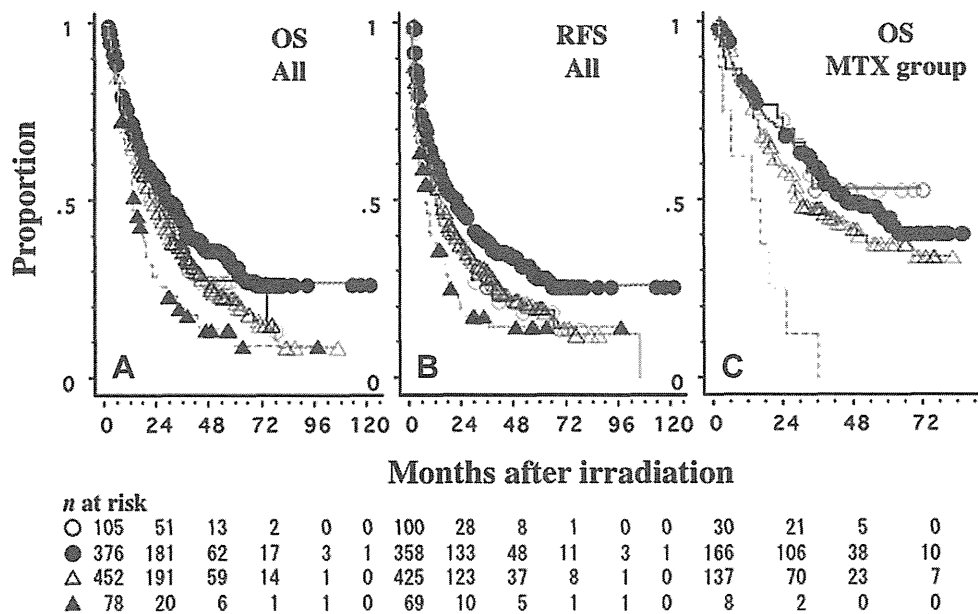 1 OS All 1 RFS All 1 OS MTX group
Proportion
.5 .5 .5
0 A 0 B 0 C
0 24 48 72 96 120 0 24 48 72 96 120 0 24 48 72
Months after irradiation
n at risk
○ 105 51 13 2 0 0 100 28 8 1 0 0 30 21 5 0
● 376 181 62 17 3 1 358 133 48 11 3 1 166 106 38 10
△ 452 191 59 14 1 0 425 123 37 8 1 0 137 70 23 7
▲ 78 20 6 1 1 0 69 10 5 1 1 0 8 2 0 0